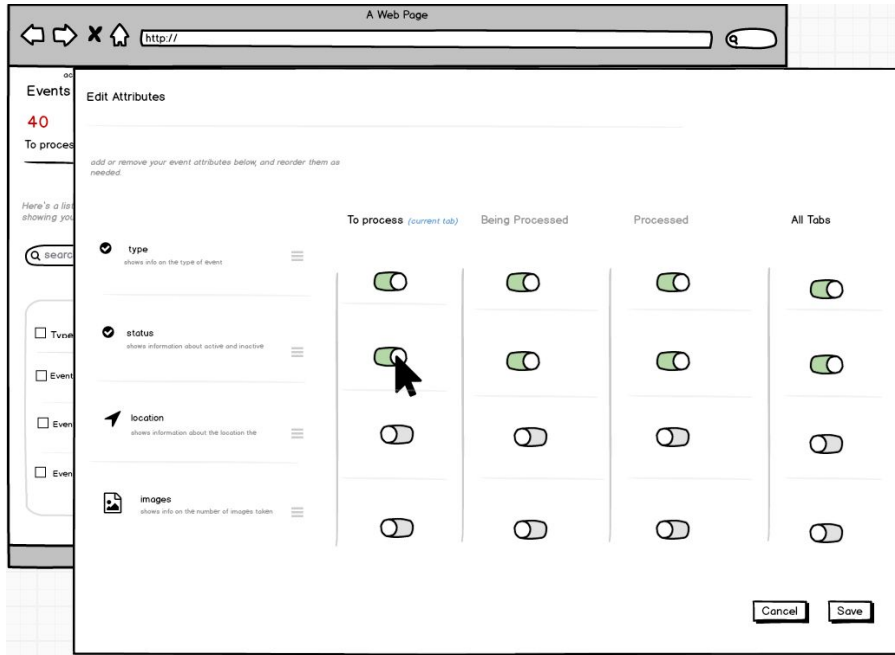 A Web Page
http://
ac
Events
40
To proces
Here's a list
showing you
searc
Type
Event
Even
Even
Edit Attributes
add or remove your event attributes below, and reorder them as
needed.
To process (current tab) Being Processed Processed All Tabs
type
shows info on the type of event
status
shows information about active and inactive
location
shows information about the location the
images
shows info on the number of images taken
Cancel Save